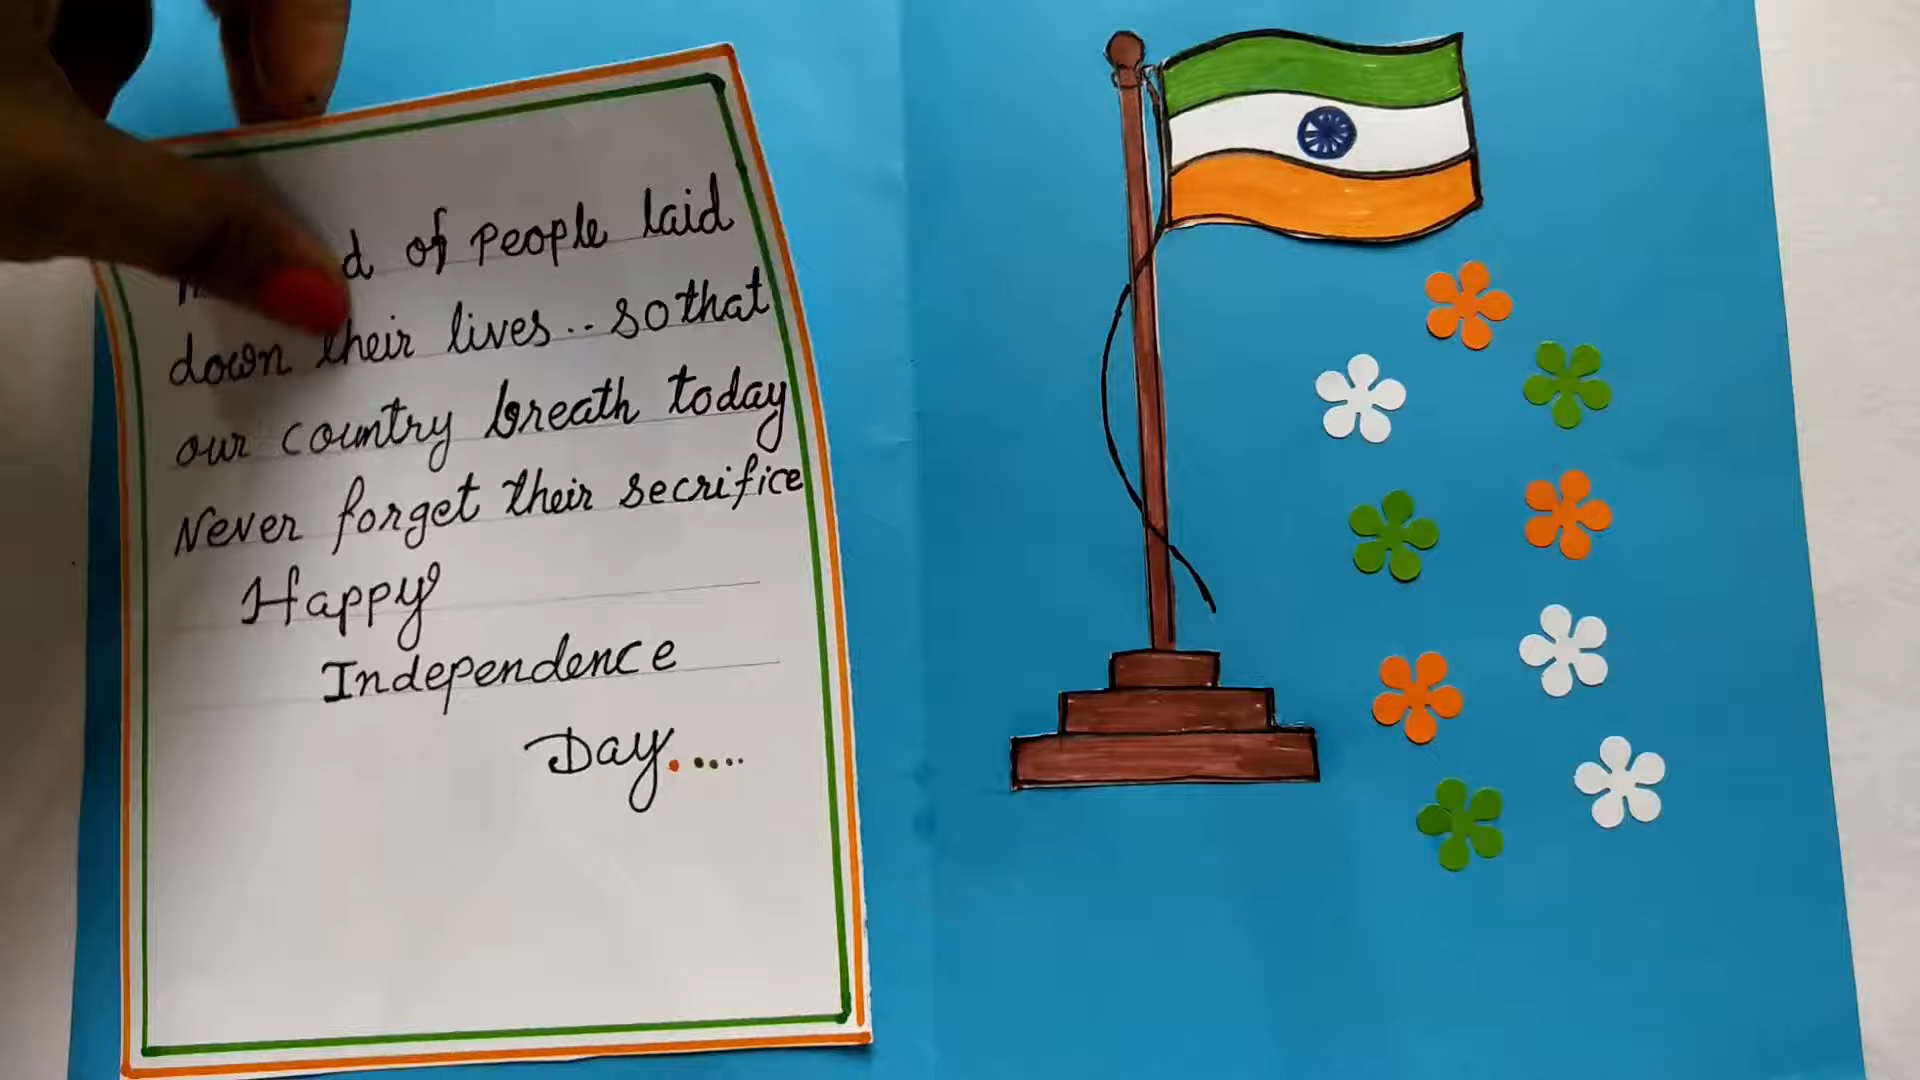 of people laid
down their lives.. so that
our country breath today
Never forget their secrifice
Happy
Independence
Day.....